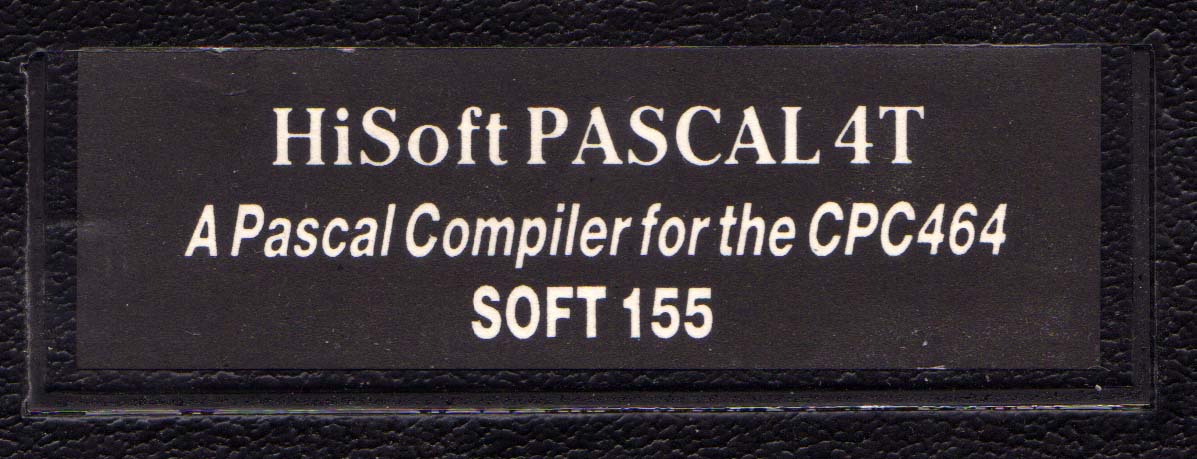 HiSoft PASCAL 4T
A Pascal Compiler for the CPC464
SOFT 155